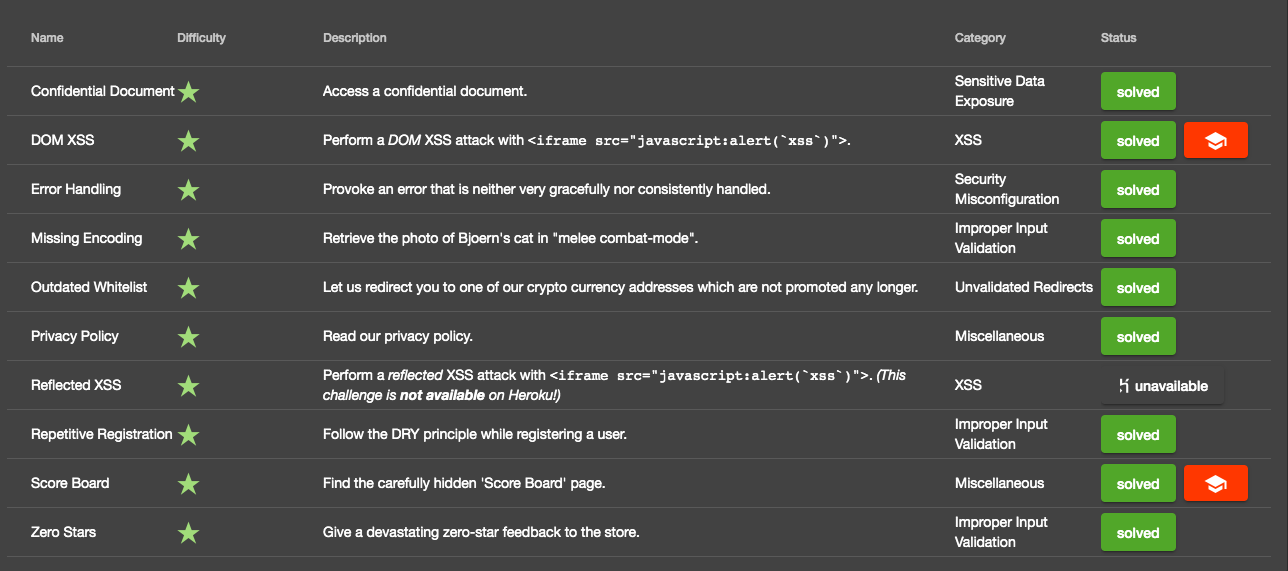 Name Difficulty Description Category Status
Confidential Document Access a confidential document. Sensitive Data Exposure solved
DOM XSS Perform a DOM XSS attack with <iframe src="javascript:alert(`xss`)">. XSS solved
Error Handling Provoke an error that is neither very gracefully nor consistently handled. Security Misconfiguration solved
Missing Encoding Retrieve the photo of Bjoern's cat in "melee combat-mode". Improper Input Validation solved
Outdated Whitelist Let us redirect you to one of our crypto currency addresses which are not promoted any longer. Unvalidated Redirects solved
Privacy Policy Read our privacy policy. Miscellaneous solved
Reflected XSS Perform a reflected XSS attack with <iframe src="javascript:alert(`xss`)">. (This challenge is not available on Heroku!) XSS unavailable
Repetitive Registration Follow the DRY principle while registering a user. Improper Input Validation solved
Score Board Find the carefully hidden 'Score Board' page. Miscellaneous solved
Zero Stars Give a devastating zero-star feedback to the store. Improper Input Validation solved